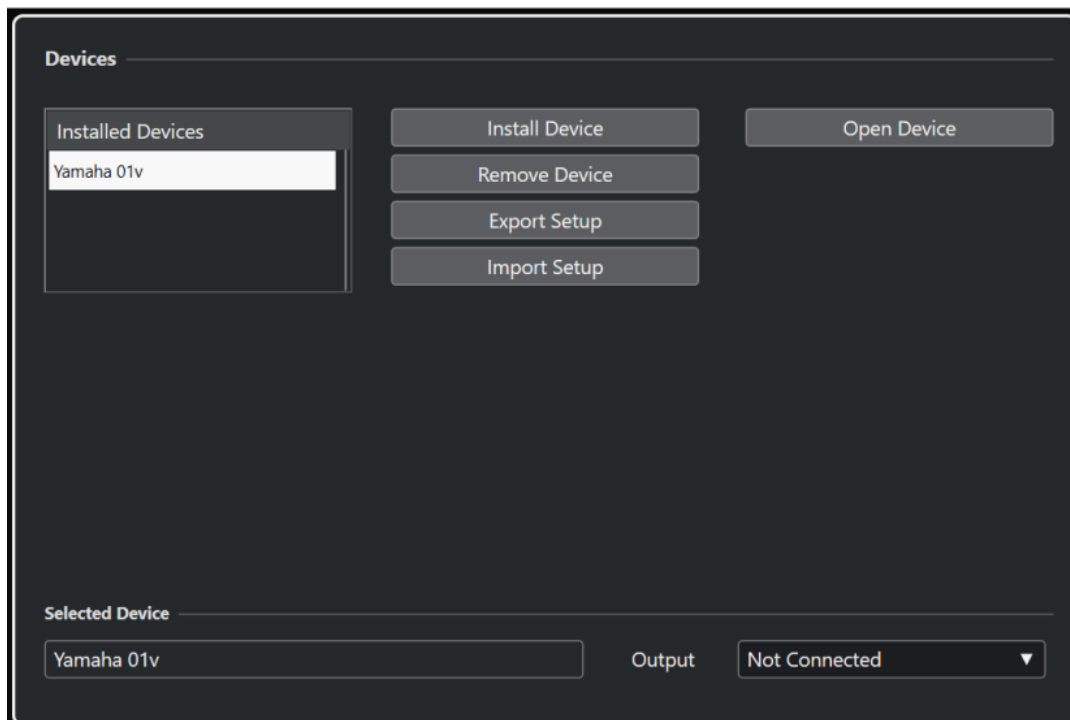 Devices
Installed Devices
Yamaha 01v
Install Device
Remove Device
Export Setup
Import Setup
Open Device
Selected Device
Yamaha 01v
Output
Not Connected